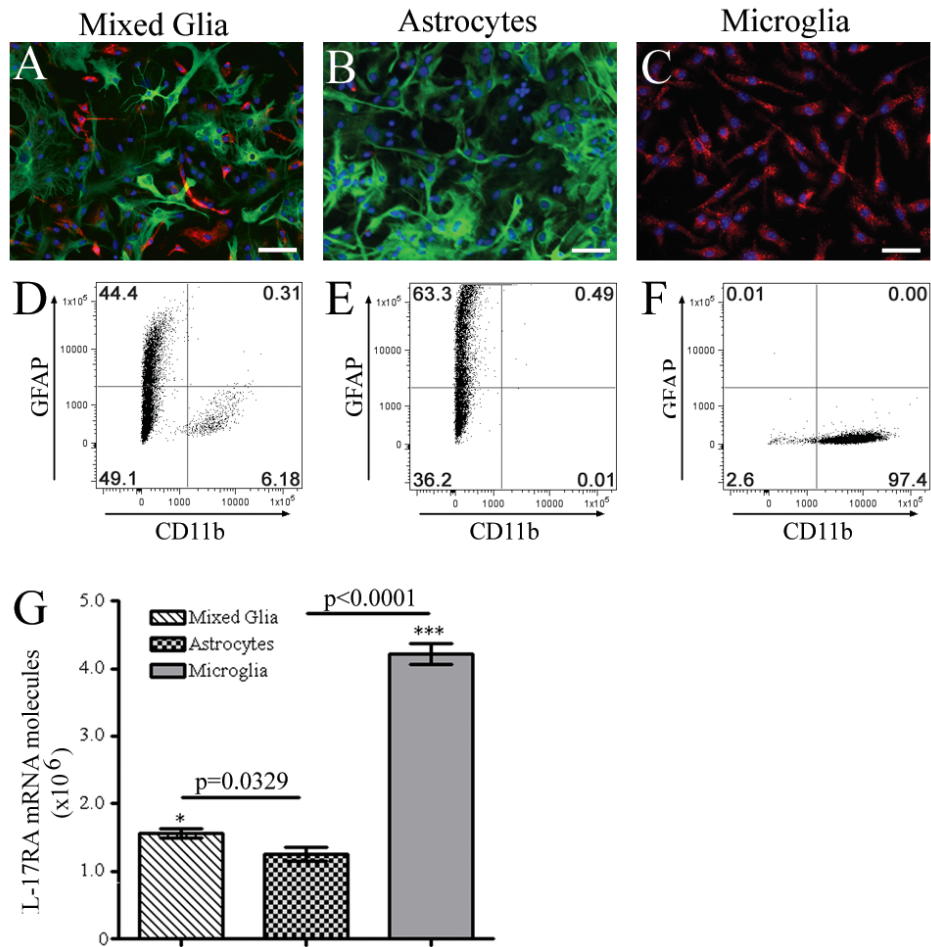 Mixed Glia
Astrocytes
Microglia
A
B
C
D
44.4
0.31
1x10⁵
10000
1000
0
GFAP
49.1
6.18
0
1000
10000
1x10⁵
CD11b
E
63.3
0.49
1x10⁵
10000
1000
0
GFAP
36.2
0.01
0
1000
10000
1x10⁵
CD11b
F
0.01
0.00
1x10⁵
10000
1000
0
GFAP
2.6
97.4
0
1000
10000
1x10⁵
CD11b
G
5.0
4.0
3.0
2.0
1.0
0
L-17RA mRNA molecules
(x10⁶)
Mixed Glia
Astrocytes
Microglia
p<0.0001
***
p=0.0329
*